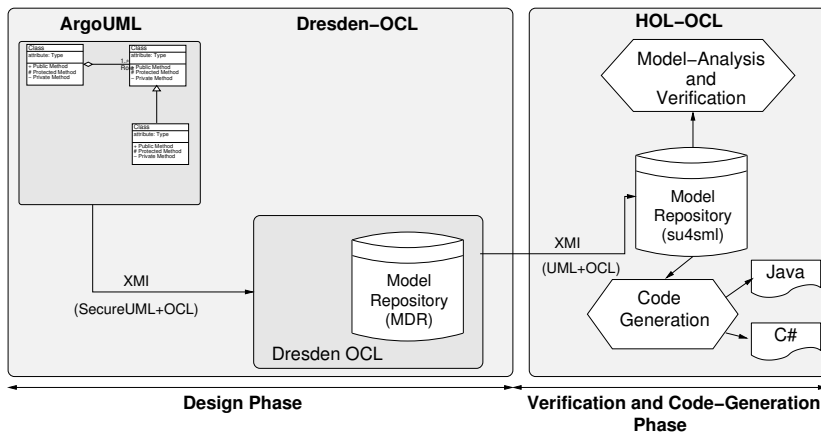 ArgoUML
Dresden−OCL
HOL−OCL
Class
attribute: Type
+ Public Method
# Protected Method
− Private Method
1..*
Role
Class
attribute: Type
+ Public Method
# Protected Method
− Private Method
Class
attribute: Type
+ Public Method
# Protected Method
− Private Method
XMI
(SecureUML+OCL)
Model
Repository
(MDR)
Dresden OCL
XMI
(UML+OCL)
Model−Analysis
and
Verification
Model
Repository
(su4sml)
Code
Generation
Java
C#
Design Phase
Verification and Code−Generation
Phase